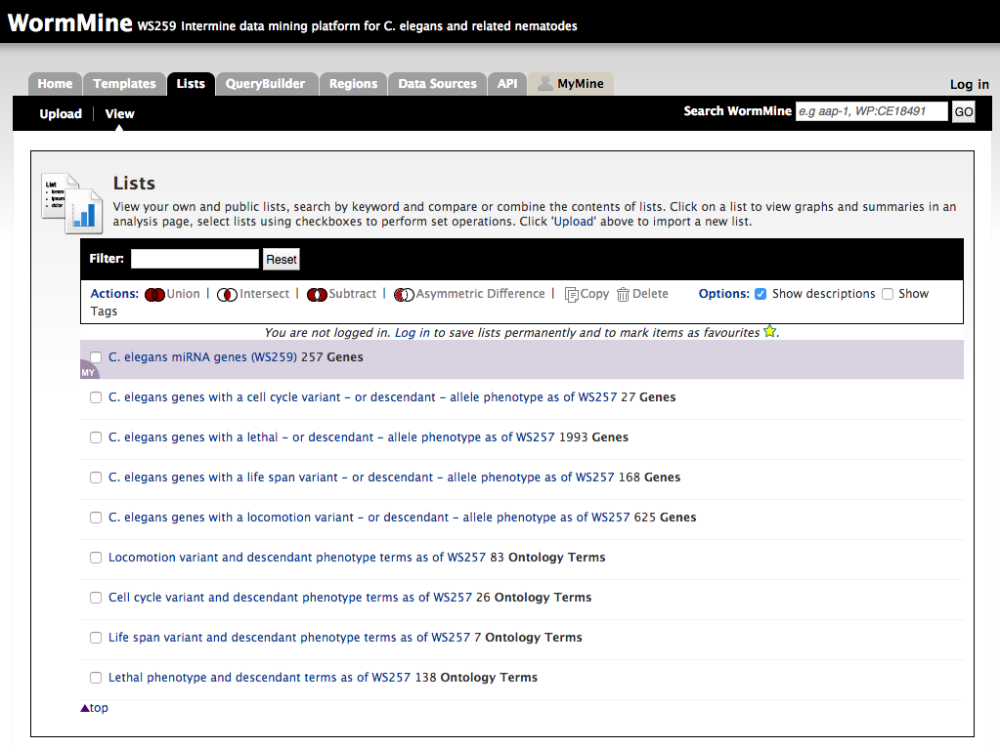 WormMine WS259 Intermine data mining platform for C. elegans and related nematodes
Home Templates Lists QueryBuilder Regions Data Sources API MyMine Log in
Upload | View Search WormMine e.g aap-1, WP:CE18491 GO
List
lorem
ipsum
dolor
Lists
View your own and public lists, search by keyword and compare or combine the contents of lists. Click on a list to view graphs and summaries in an
analysis page, select lists using checkboxes to perform set operations. Click 'Upload' above to import a new list.
Filter: Reset
Actions: Union | Intersect | Subtract | Asymmetric Difference | Copy Delete Options: Show descriptions Show
Tags
You are not logged in. Log in to save lists permanently and to mark items as favourites .
C. elegans miRNA genes (WS259) 257 Genes
MY
C. elegans genes with a cell cycle variant - or descendant - allele phenotype as of WS257 27 Genes
C. elegans genes with a lethal - or descendant - allele phenotype as of WS257 1993 Genes
C. elegans genes with a life span variant - or descendant - allele phenotype as of WS257 168 Genes
C. elegans genes with a locomotion variant - or descendant - allele phenotype as of WS257 625 Genes
Locomotion variant and descendant phenotype terms as of WS257 83 Ontology Terms
Cell cycle variant and descendant phenotype terms as of WS257 26 Ontology Terms
Life span variant and descendant phenotype terms as of WS257 7 Ontology Terms
Lethal phenotype and descendant terms as of WS257 138 Ontology Terms
▲top